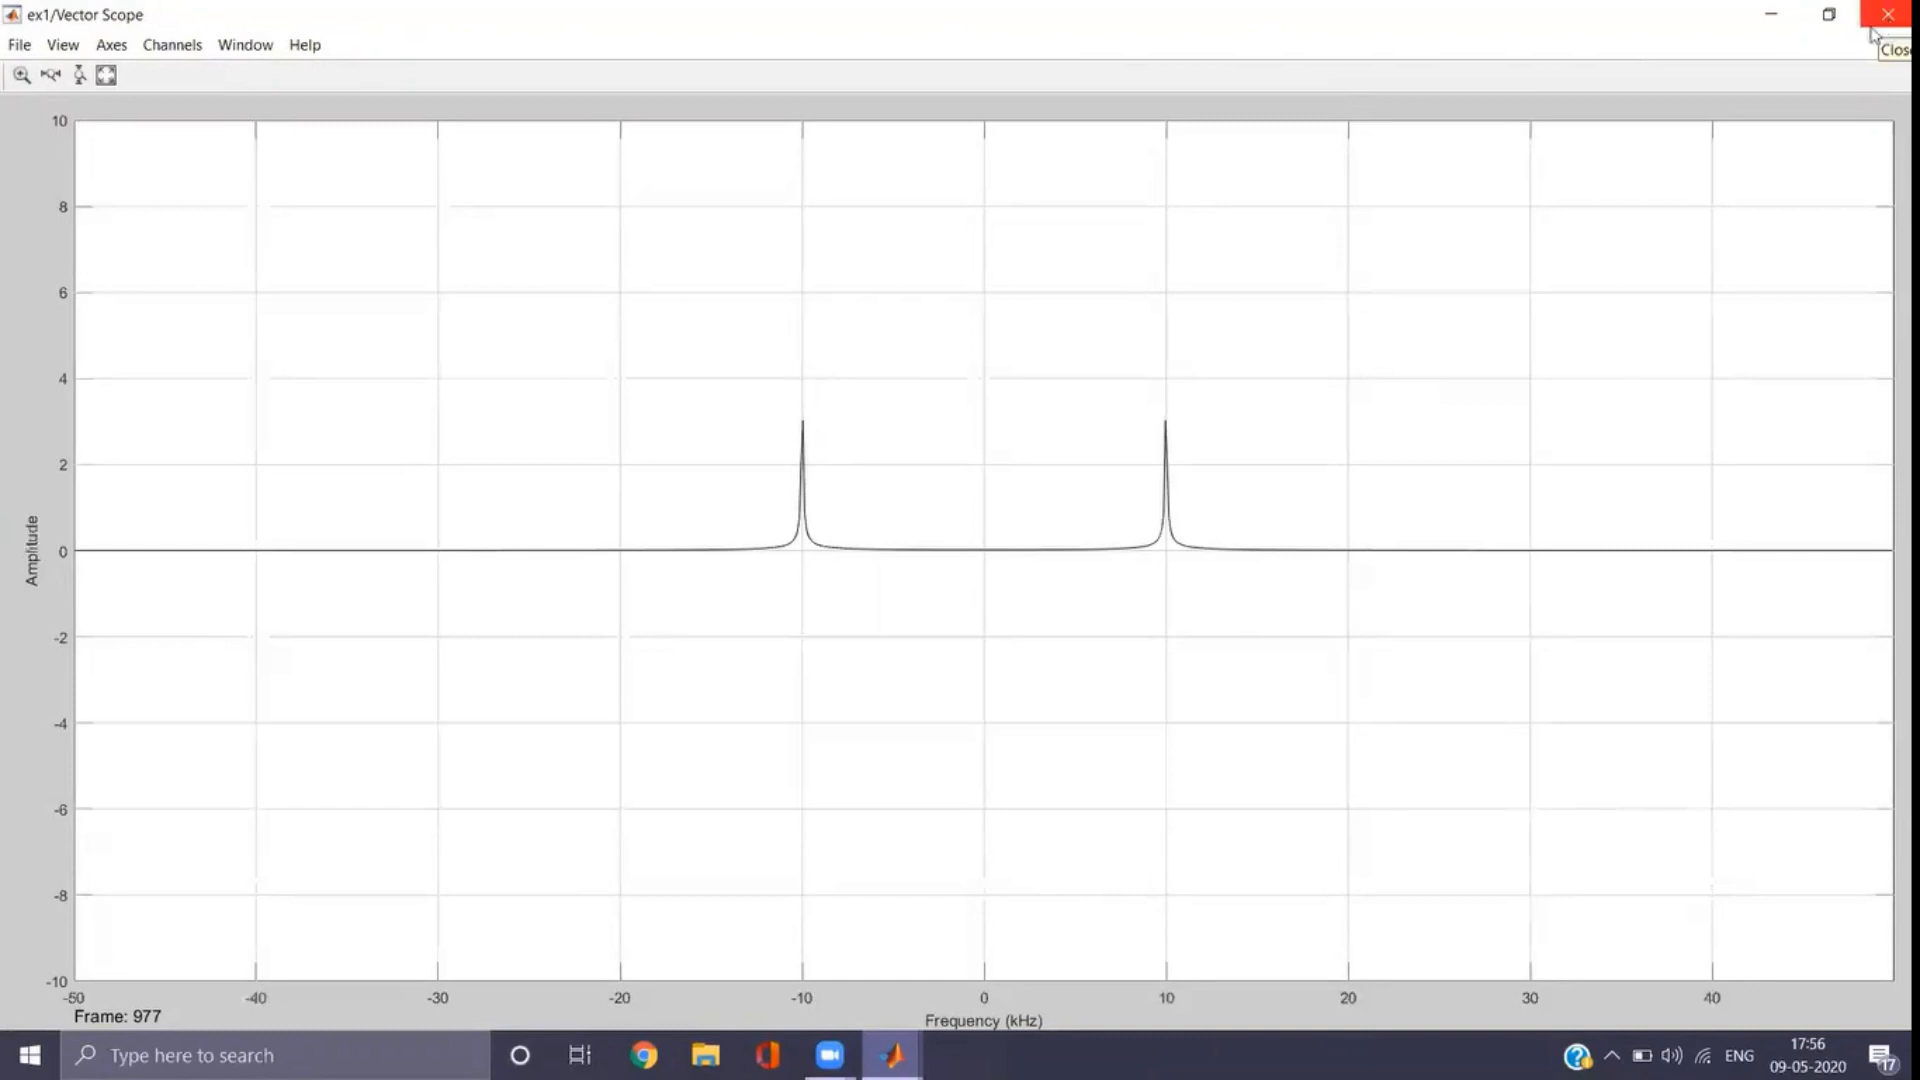 ex1/Vector Scope
Clos
File View Axes Channels Window Help
10
8
6
4
2
0
-2
-4
-6
-8
-10
Amplitude
-50 -40 -30 -20 -10 0 10 20 30 40
Frame: 977
Frequency (kHz)
Type here to search
ENG
17:56
09-05-2020
17